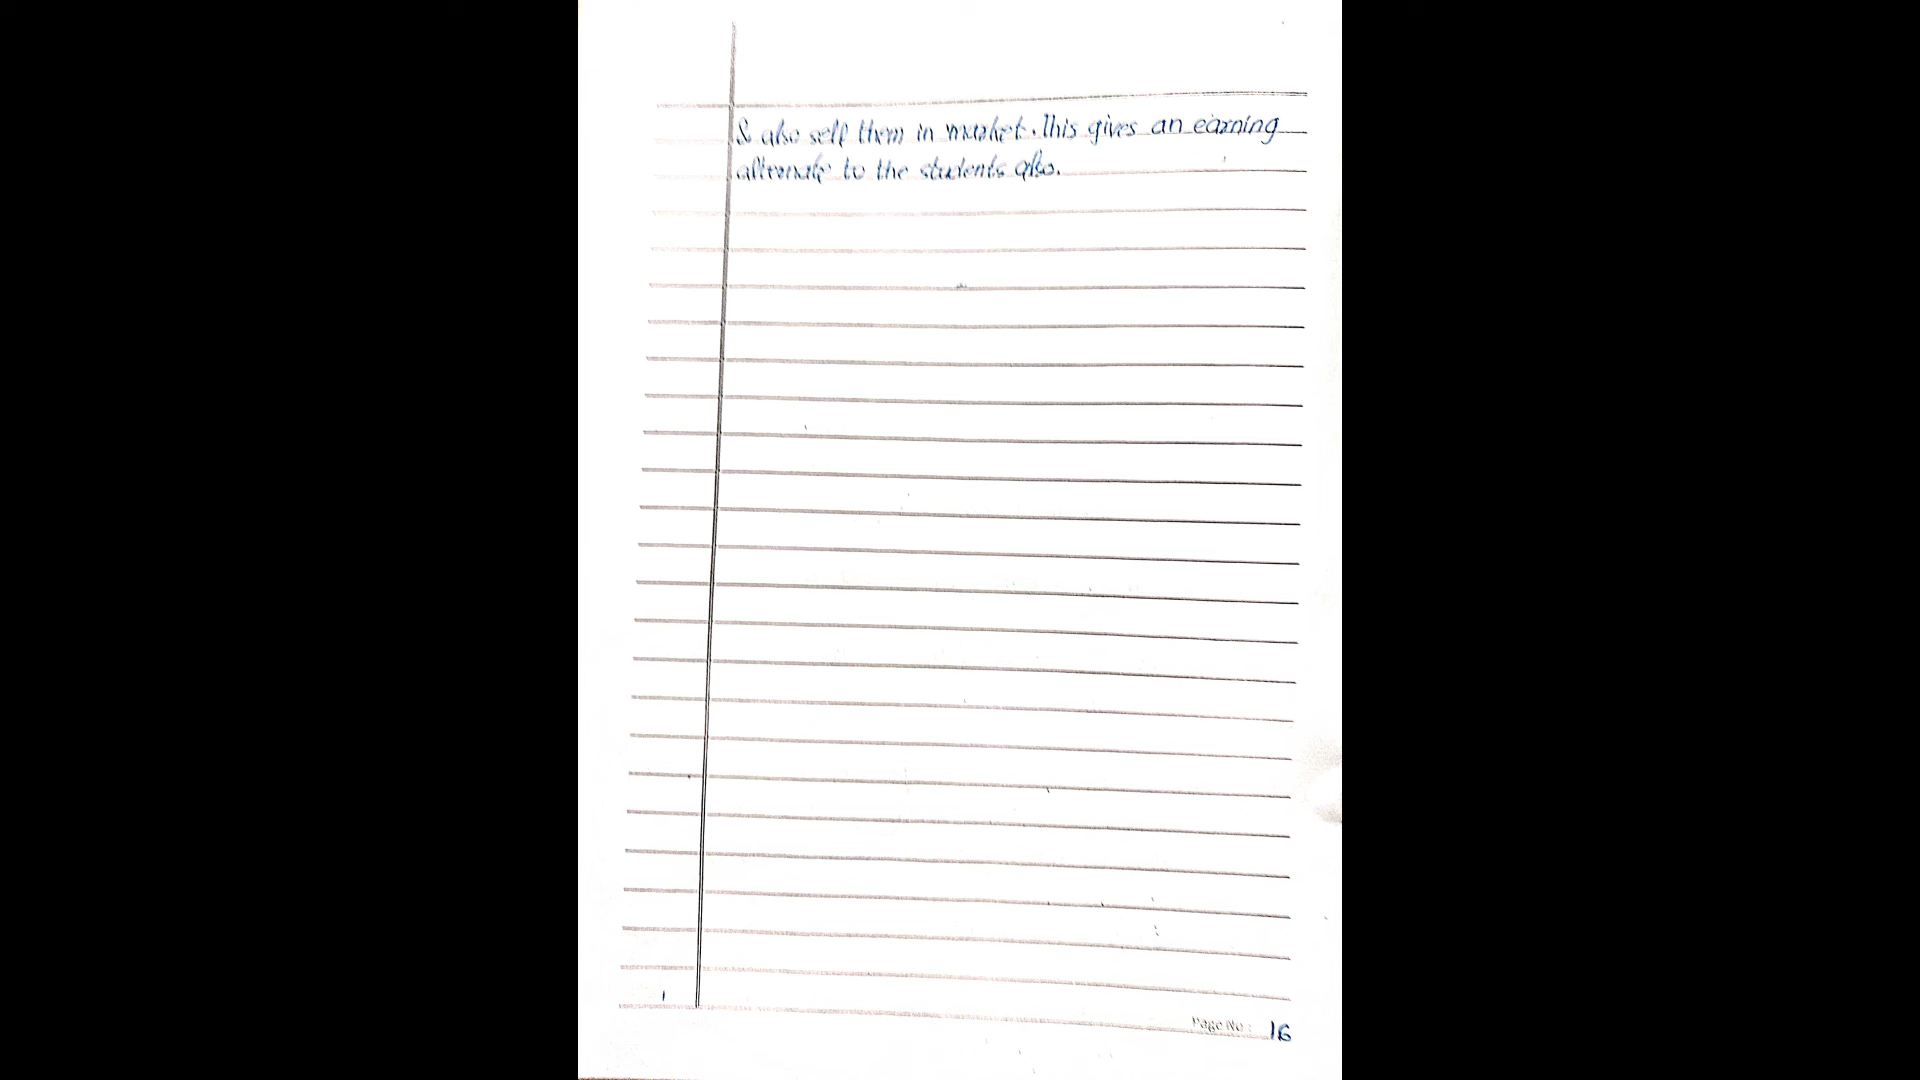 & also sell them in market. This gives an earning
alternate to the students also.
Page No: 16